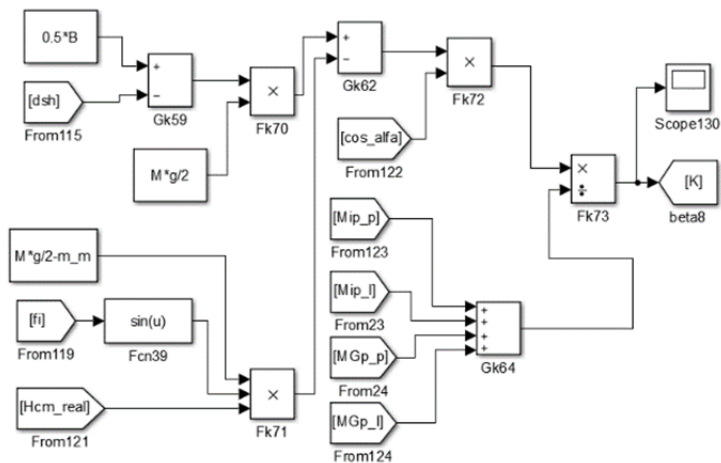 0.5*B
+
−
Gk59
[dsh]
From115
M*g/2
×
Fk70
+
−
Gk62
×
Fk72
[cos_alfa]
From122
Scope130
×
÷
Fk73
[K]
beta8
M*g/2-m_m
[fi]
From119
sin(u)
Fcn39
[Hcm_real]
From121
×
Fk71
[Mip_p]
From123
[Mip_l]
From23
[MGp_p]
From24
[MGp_l]
From124
+
+
+
+
Gk64